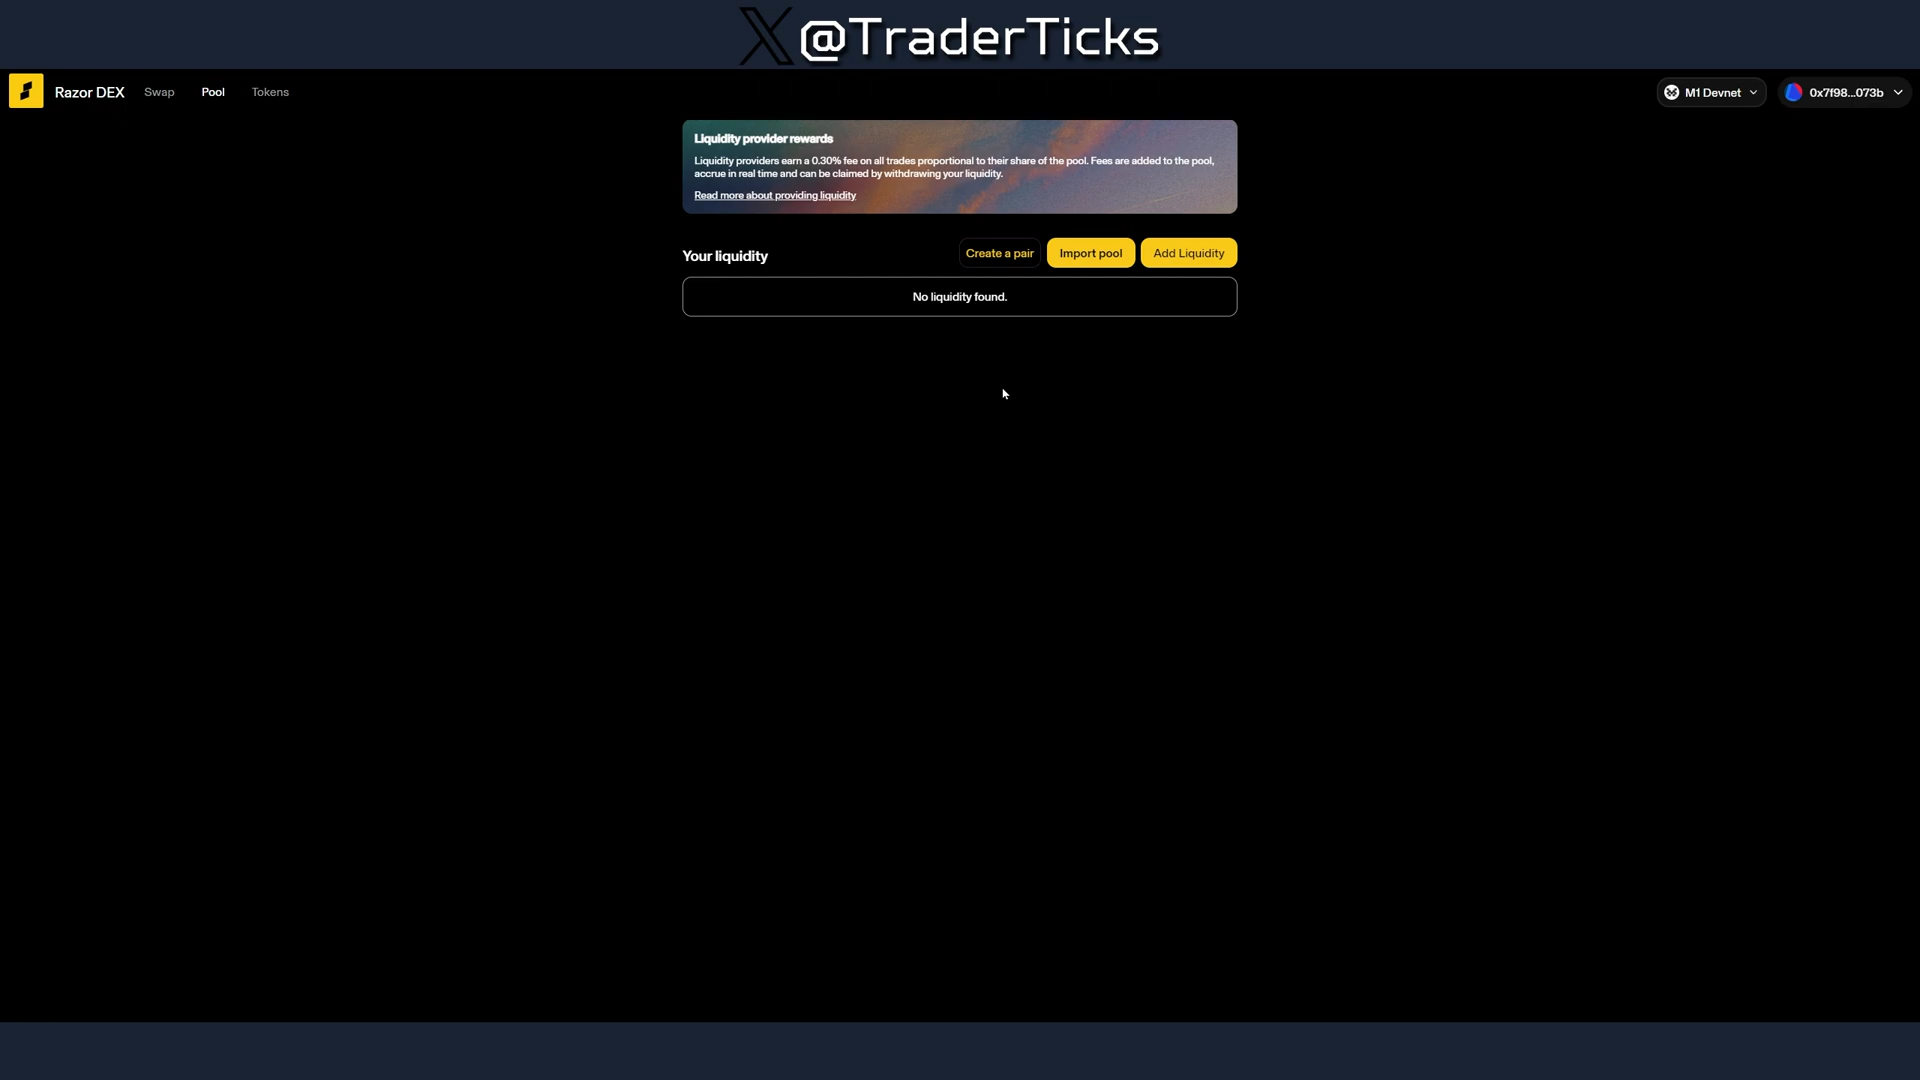 X@TraderTicks
Razor DEX Swap Pool Tokens M1 Devnet 0x7f98...073b
Liquidity provider rewards
Liquidity providers earn a 0.30% fee on all trades proportional to their share of the pool. Fees are added to the pool,
accrue in real time and can be claimed by withdrawing your liquidity.
Read more about providing liquidity
Your liquidity Create a pair Import pool Add Liquidity
No liquidity found.